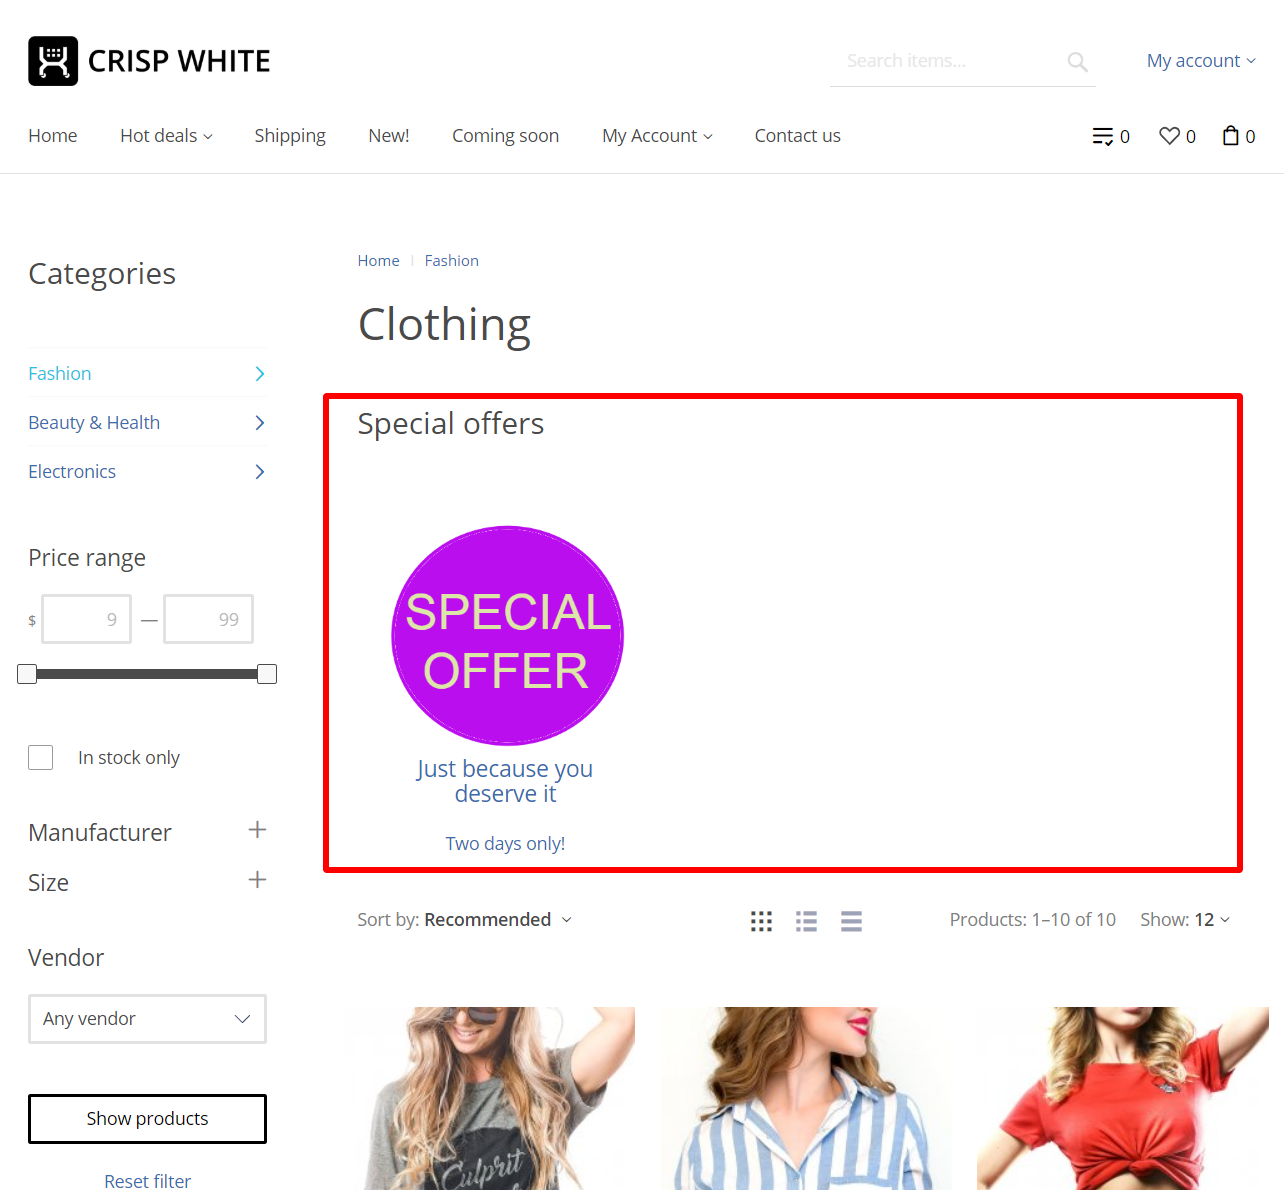 CRISP WHITE
Search items...
My account
Home
Hot deals
Shipping
New!
Coming soon
My Account
Contact us
0
0
0
Categories
Fashion
Beauty & Health
Electronics
Price range
$ 9 — 99
In stock only
Manufacturer
Size
Vendor
Any vendor
Show products
Reset filter
Home
Fashion
Clothing
Special offers
SPECIAL
OFFER
Just because you
deserve it
Two days only!
Sort by: Recommended
Products: 1–10 of 10
Show: 12
Culprit